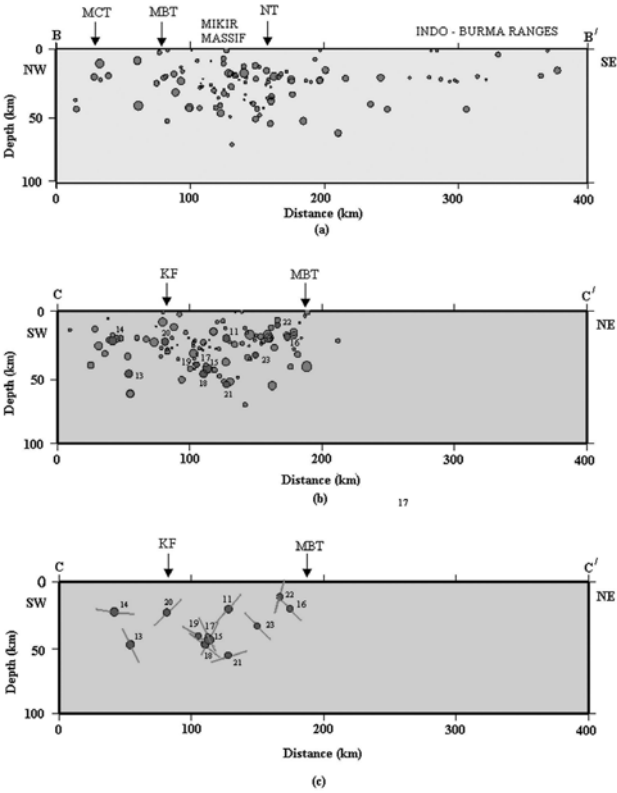 MCT MBT MIKIR MASSIF NT INDO - BURMA RANGES
B B/
0
NW SE
50
100
Depth (km)
0 100 200 300 400
Distance (km)
(a)
KF MBT
C C/
0
SW NE
50
100
Depth (km)
14 20 11 22 16
19 17 15 23
13 18 21
0 100 200 300 400
Distance (km)
(b) 17
KF MBT
C C/
0
SW NE
50
100
Depth (km)
14 20 11 22 16
19 17 15 23
13 18 21
0 100 200 300 400
Distance (km)
(c)